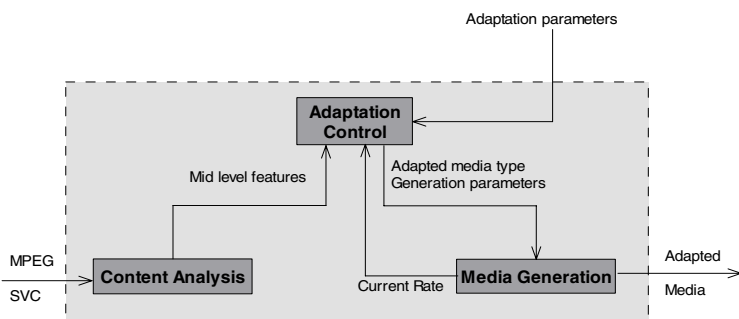 Adaptation parameters
Adaptation
Control
Mid level features
Adapted media type
Generation parameters
MPEG
SVC
Content Analysis
Current Rate
Media Generation
Adapted
Media